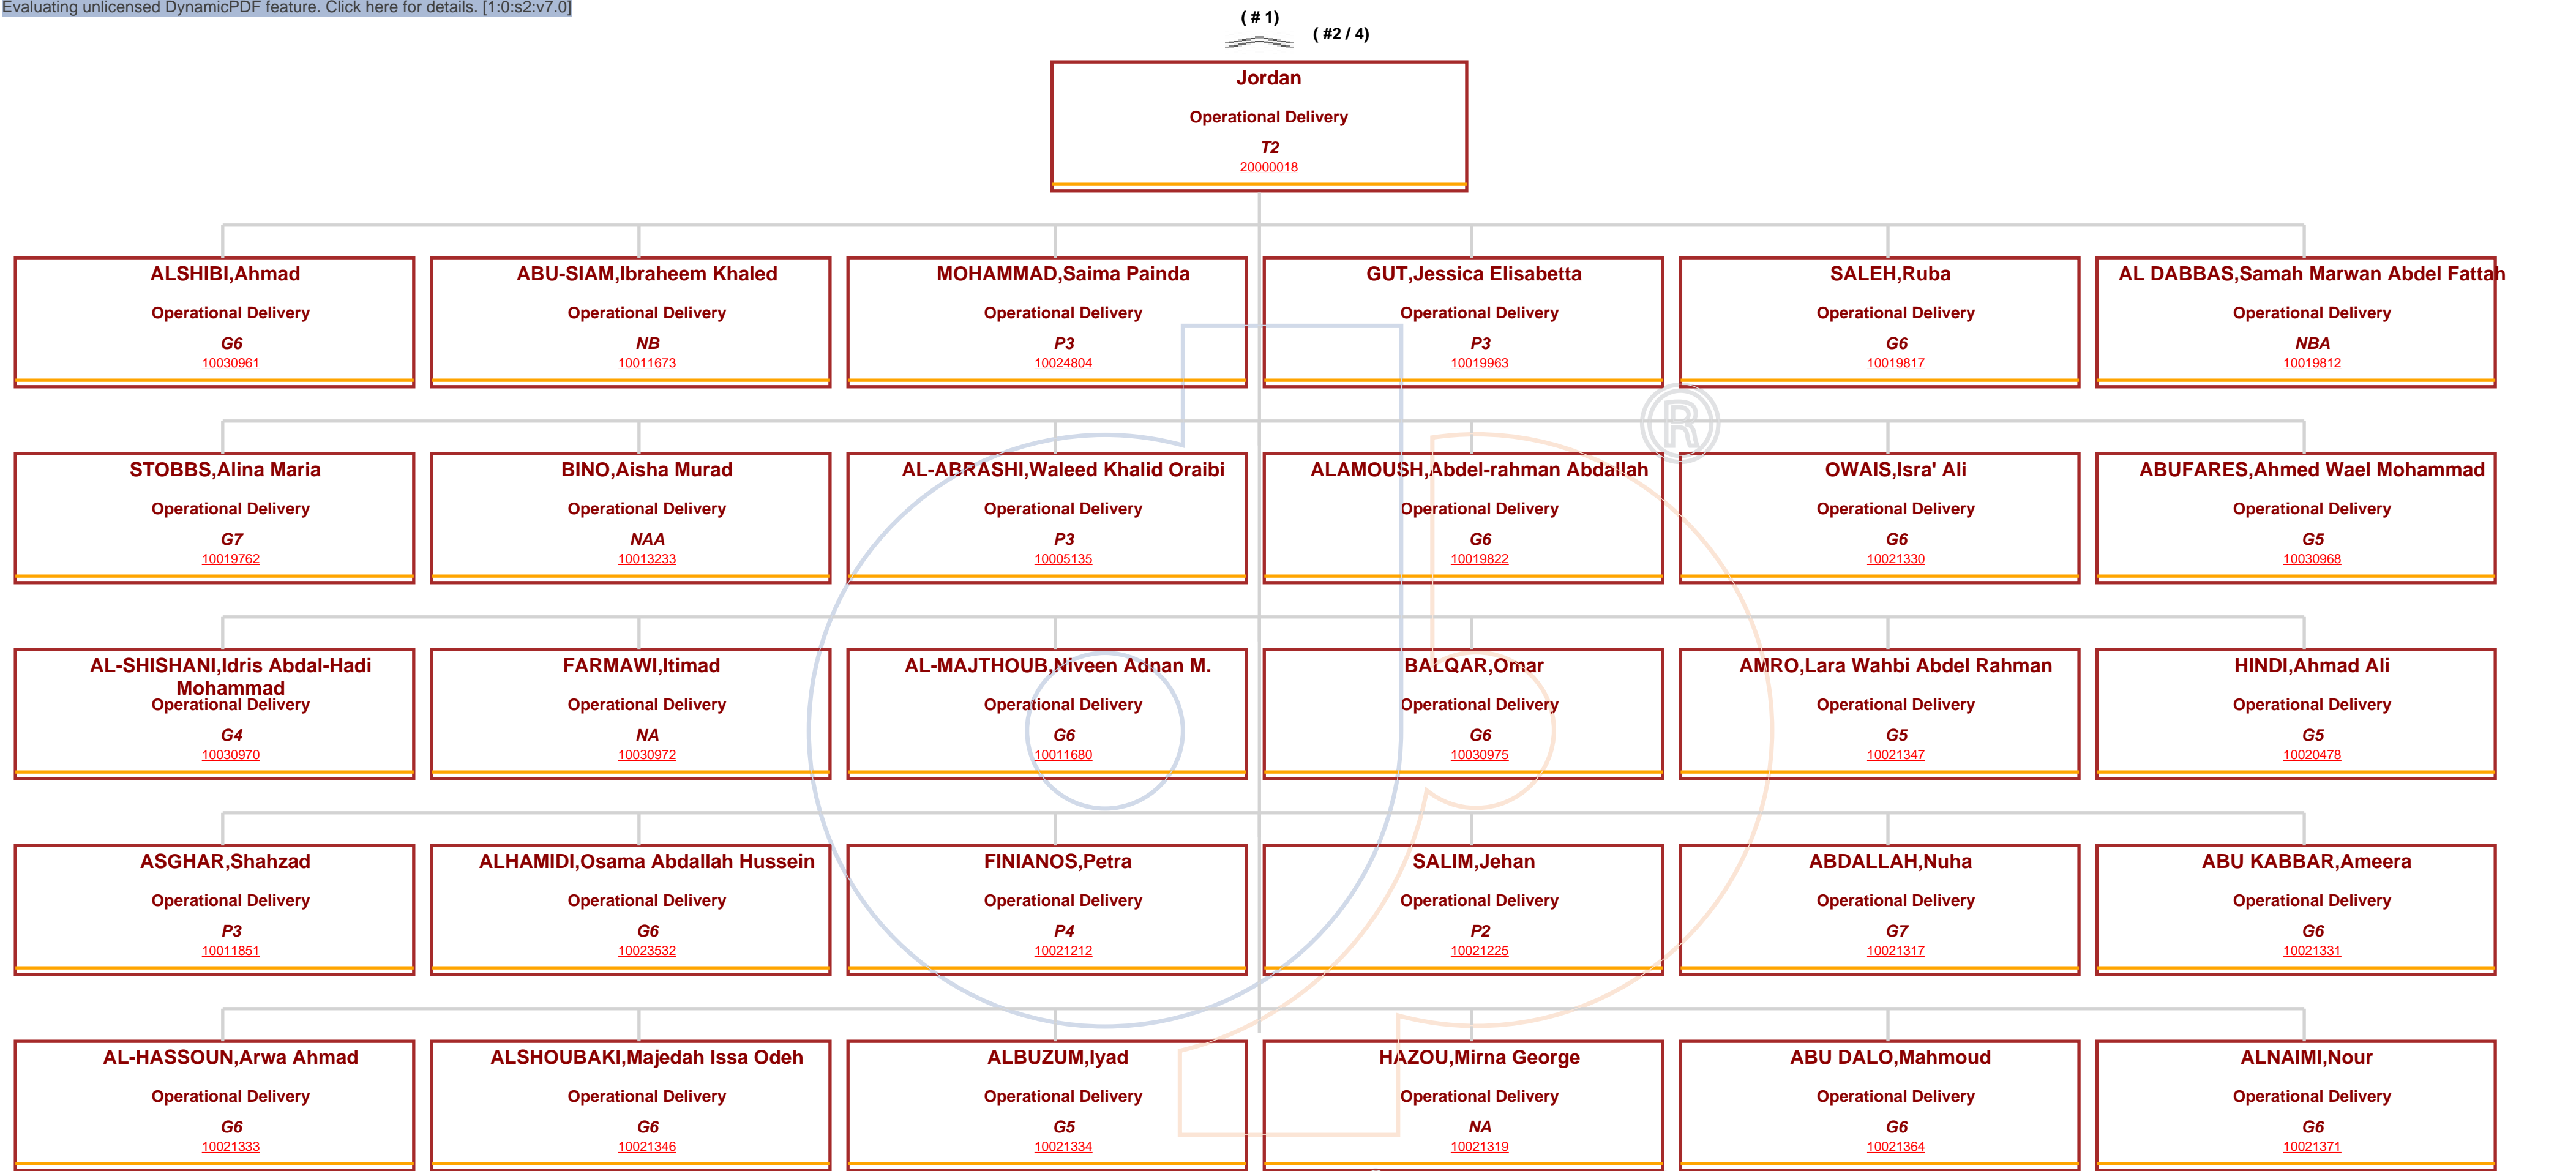 Evaluating unlicensed DynamicPDF feature. Click here for details. [1:0:s2:v7.0]
( # 1)
( #2 / 4)
Jordan
Operational Delivery
T2
20000018
ALSHIBI,Ahmad
Operational Delivery
G6
10030961
ABU-SIAM,Ibraheem Khaled
Operational Delivery
NB
10011673
MOHAMMAD,Saima Painda
Operational Delivery
P3
10024804
GUT,Jessica Elisabetta
Operational Delivery
P3
10019963
SALEH,Ruba
Operational Delivery
G6
10019817
AL DABBAS,Samah Marwan Abdel Fattah
Operational Delivery
NBA
10019812
STOBBS,Alina Maria
Operational Delivery
G7
10019762
BINO,Aisha Murad
Operational Delivery
NAA
10013233
AL-ABRASHI,Waleed Khalid Oraibi
Operational Delivery
P3
10005135
ALAMOUSH,Abdel-rahman Abdallah
Operational Delivery
G6
10019822
OWAIS,Isra' Ali
Operational Delivery
G6
10021330
ABUFARES,Ahmed Wael Mohammad
Operational Delivery
G5
10030968
AL-SHISHANI,Idris Abdal-Hadi
Mohammad
Operational Delivery
G4
10030970
FARMAWI,Itimad
Operational Delivery
NA
10030972
AL-MAJTHOUB,Niveen Adnan M.
Operational Delivery
G6
10011680
BALQAR,Omar
Operational Delivery
G6
10030975
AMRO,Lara Wahbi Abdel Rahman
Operational Delivery
G5
10021347
HINDI,Ahmad Ali
Operational Delivery
G5
10020478
ASGHAR,Shahzad
Operational Delivery
P3
10011851
ALHAMIDI,Osama Abdallah Hussein
Operational Delivery
G6
10023532
FINIANOS,Petra
Operational Delivery
P4
10021212
SALIM,Jehan
Operational Delivery
P2
10021225
ABDALLAH,Nuha
Operational Delivery
G7
10021317
ABU KABBAR,Ameera
Operational Delivery
G6
10021331
AL-HASSOUN,Arwa Ahmad
Operational Delivery
G6
10021333
ALSHOUBAKI,Majedah Issa Odeh
Operational Delivery
G6
10021346
ALBUZUM,Iyad
Operational Delivery
G5
10021334
HAZOU,Mirna George
Operational Delivery
NA
10021319
ABU DALO,Mahmoud
Operational Delivery
G6
10021364
ALNAIMI,Nour
Operational Delivery
G6
10021371
®